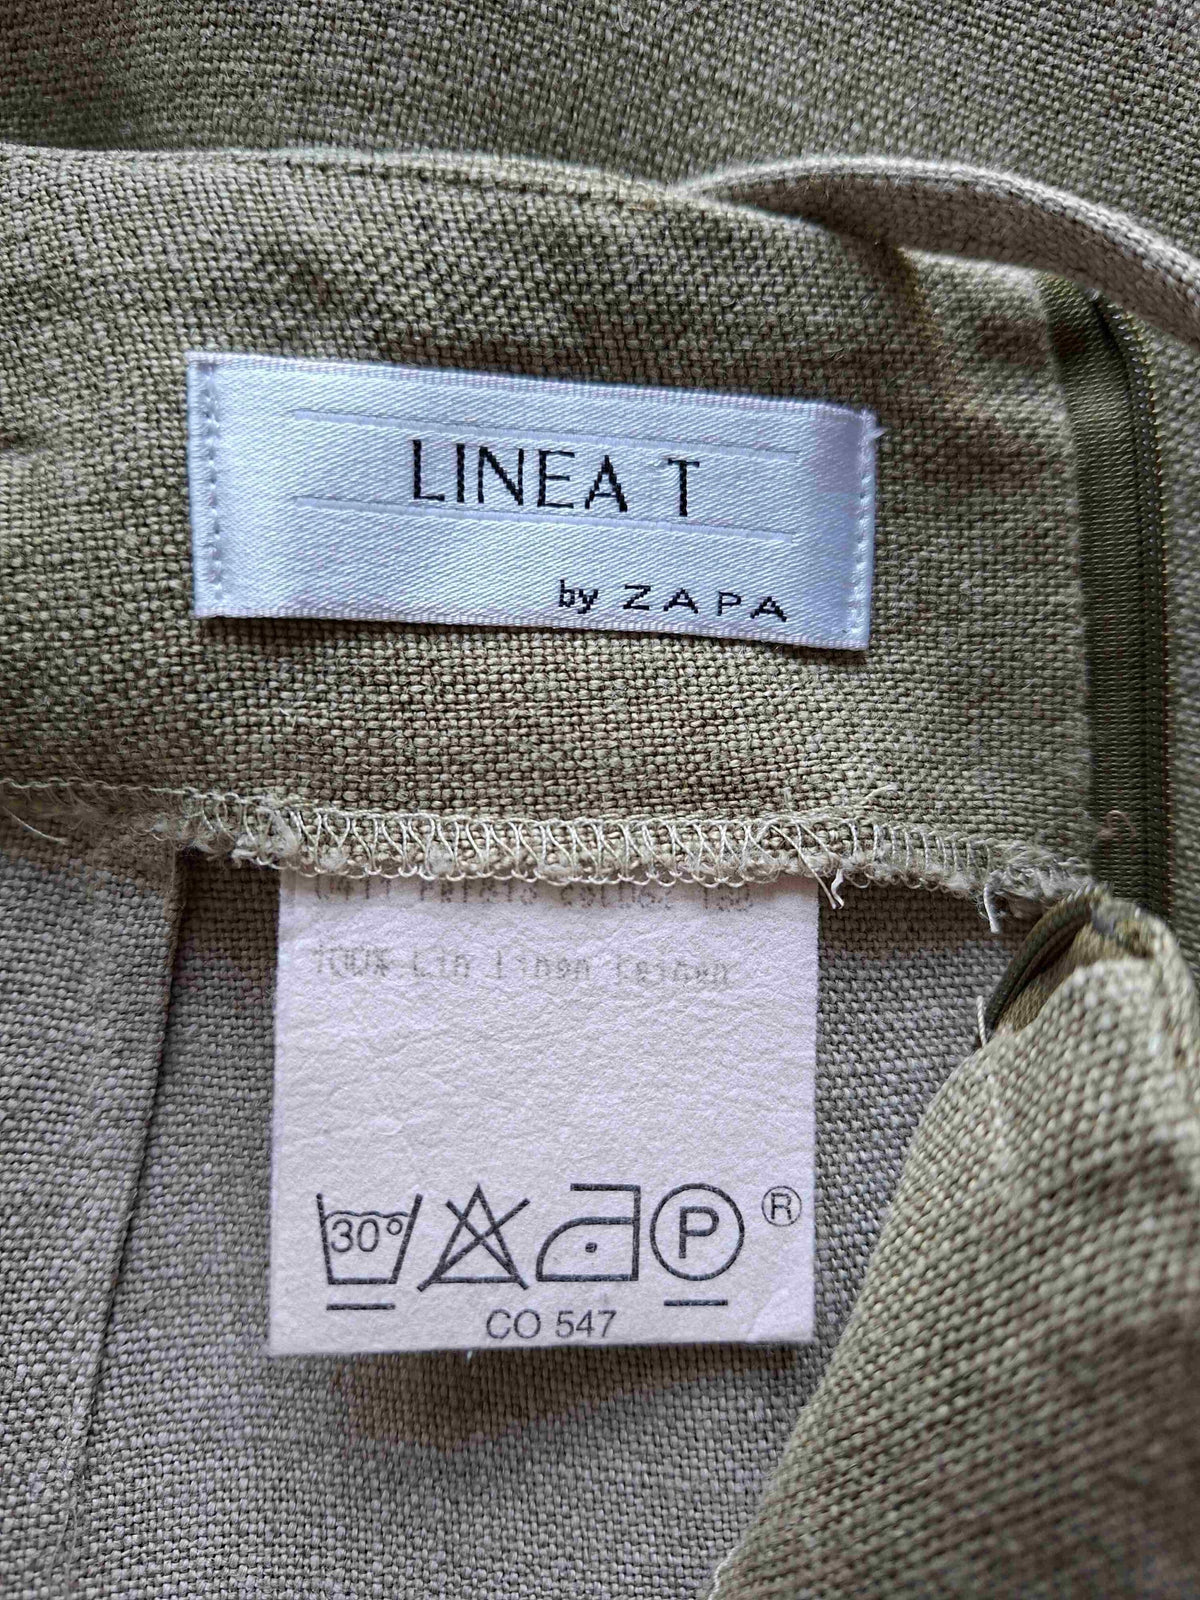 LINEA T
by ZAPA
100% Lin Linen Leinen
30°
P ®
CO 547